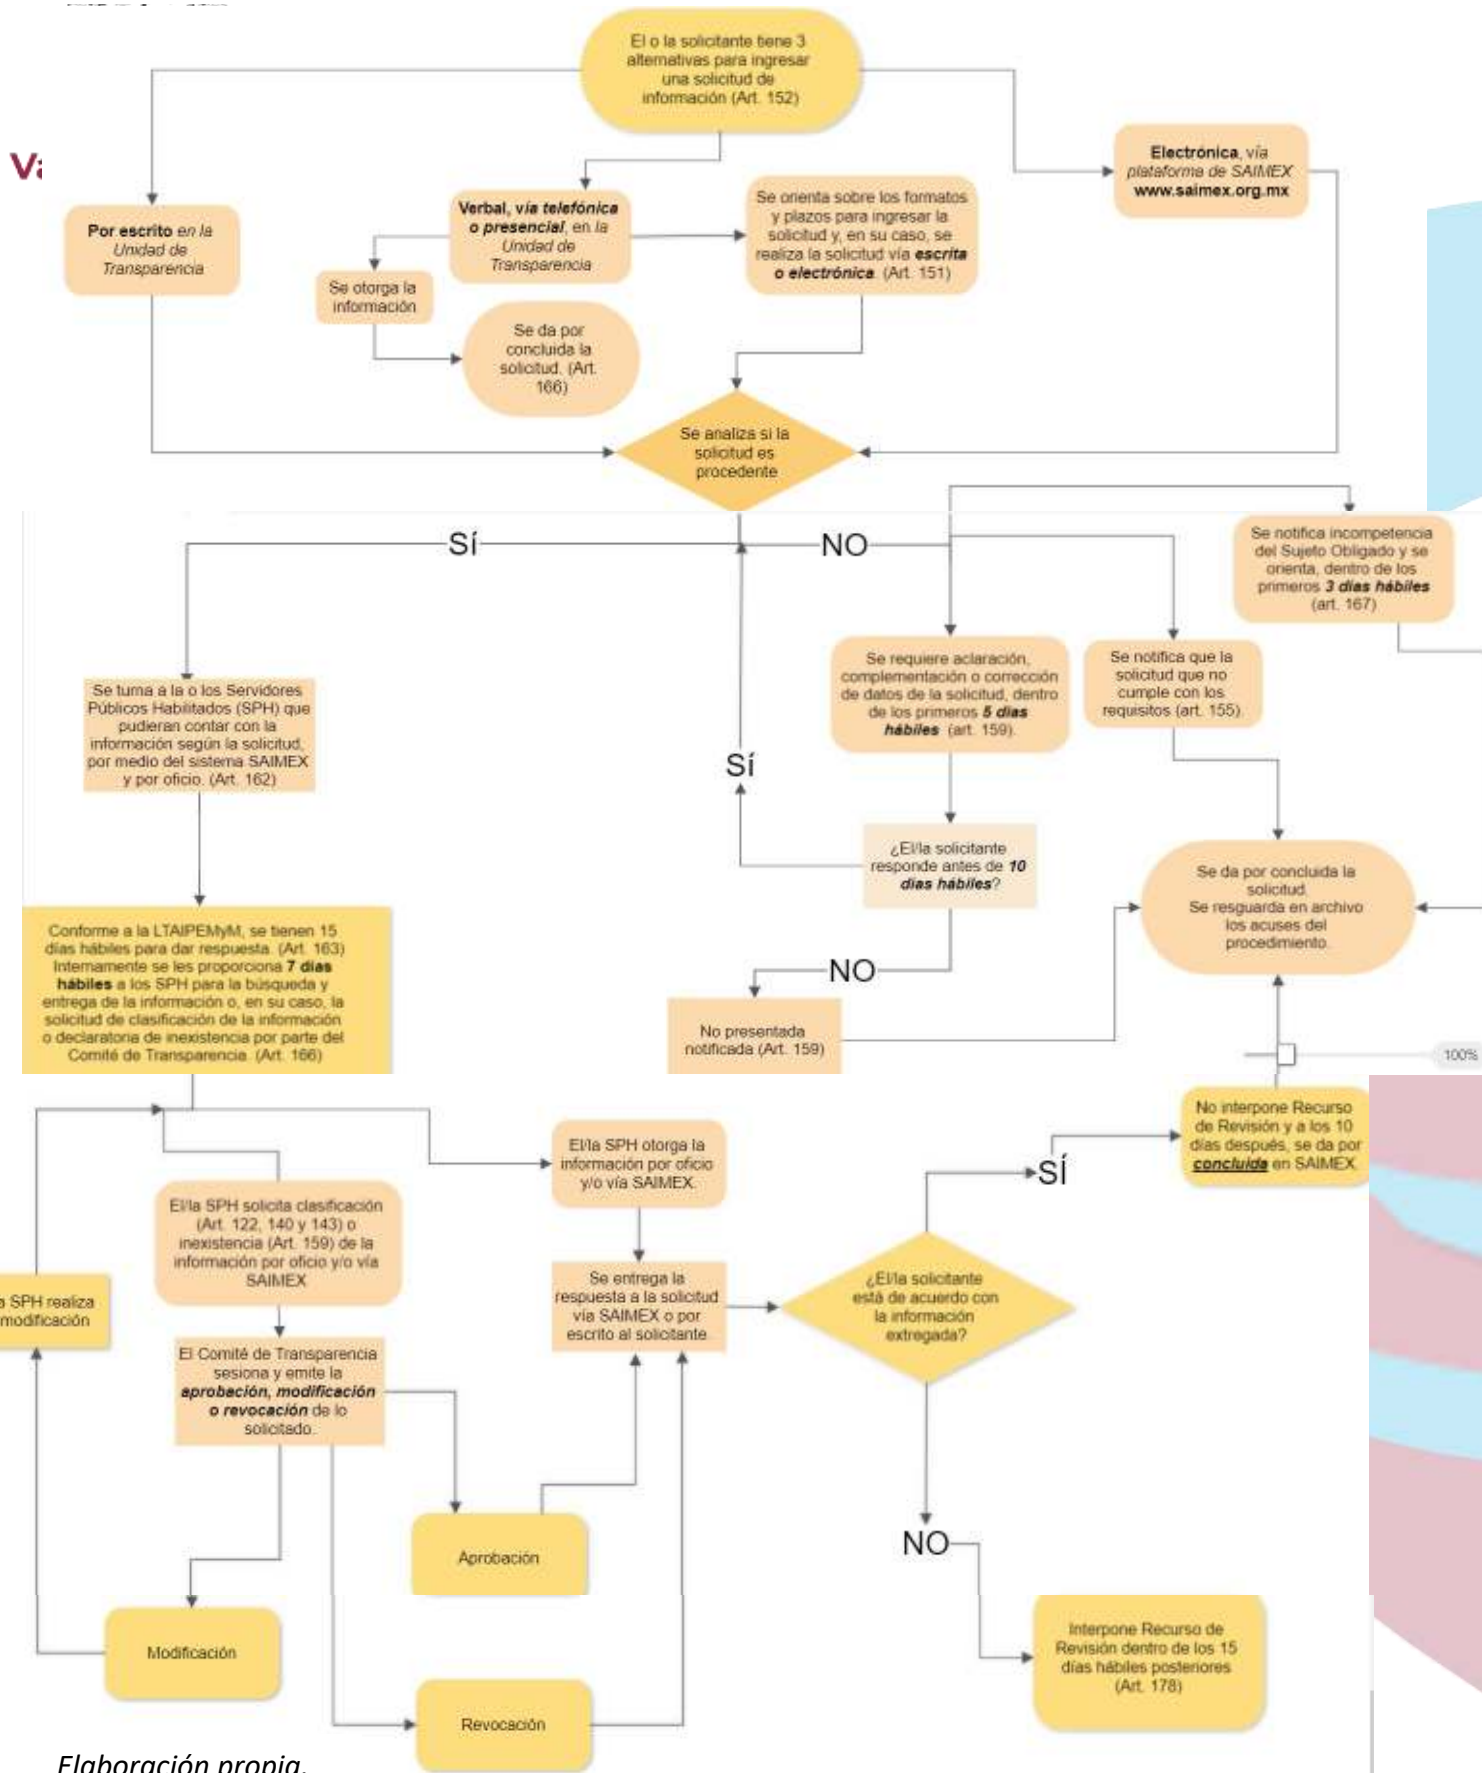 El o la solicitante tiene 3
alternativas para ingresar
una solicitud de
información (Art. 152)
Por escrito en la
Unidad de
Transparencia
Verbal, vía telefónica
o presencial, en la
Unidad de
Transparencia
Se orienta sobre los formatos
y plazos para ingresar la
solicitud y, en su caso, se
realiza la solicitud vía escrita
o electrónica. (Art. 151)
Electrónica, vía
plataforma de SAIMEX
www.saimex.org.mx
Se otorga la
información
Se da por
concluida la
solicitud. (Art.
166)
Se analiza si la
solicitud es
procedente
Sí
NO
Se notifica incompetencia
del Sujeto Obligado y se
orienta, dentro de los
primeros 3 días hábiles
(art. 167)
Se requiere aclaración,
complementación o corrección
de datos de la solicitud, dentro
de los primeros 5 días
hábiles (art. 159).
Se notifica que la
solicitud que no
cumple con los
requisitos (art. 155).
Se turna a la o los Servidores
Públicos Habilitados (SPH) que
pudieran contar con la
información según la solicitud,
por medio del sistema SAIMEX
y por oficio. (Art. 162)
Sí
¿El/la solicitante
responde antes de 10
días hábiles?
Se da por concluida la
solicitud.
Se resguarda en archivo
los acuses del
procedimiento.
Conforme a la LTAIPEMyM, se tienen 15
días hábiles para dar respuesta. (Art. 163)
Internamente se les proporciona 7 días
hábiles a los SPH para la búsqueda y
entrega de la información o, en su caso, la
solicitud de clasificación de la información
o declaratoria de inexistencia por parte del
Comité de Transparencia. (Art. 166)
NO
No presentada
notificada (Art. 159)
100%
El/la SPH otorga la
información por oficio
y/o vía SAIMEX.
No interpone Recurso
de Revisión y a los 10
días después, se da por
concluida en SAIMEX.
SÍ
El/la SPH solicita clasificación
(Art. 122, 140 y 143) o
inexistencia (Art. 159) de la
información por oficio y/o vía
SAIMEX
a SPH realiza
modificación
Se entrega la
respuesta a la solicitud
vía SAIMEX o por
escrito al solicitante.
¿El/la solicitante
está de acuerdo con
la información
extregada?
El Comité de Transparencia
sesiona y emite la
aprobación, modificación
o revocación de lo
solicitado.
Aprobación
NO
Modificación
Interpone Recurso de
Revisión dentro de los 15
días hábiles posteriores
(Art. 178)
Revocación
Elaboración propia.